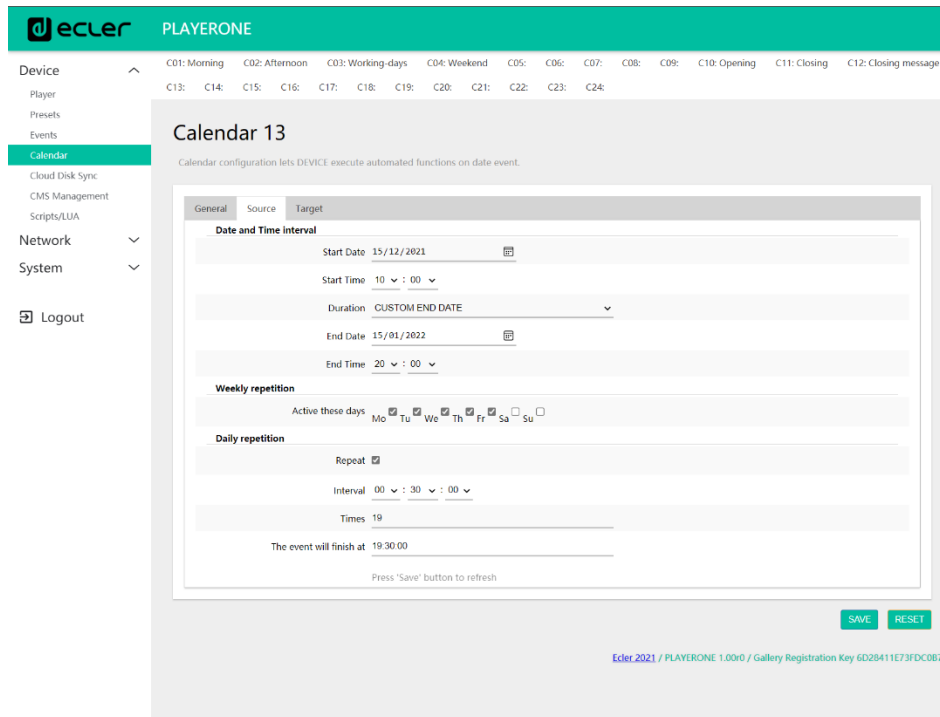 ecler PLAYERONE
Device
Player
Presets
Events
Calendar
Cloud Disk Sync
CMS Management
Scripts/LUA
Network
System
Logout
C01: Morning C02: Afternoon C03: Working-days C04: Weekend C05: C06: C07: C08: C09: C10: Opening C11: Closing C12: Closing message
C13: C14: C15: C16: C17: C18: C19: C20: C21: C22: C23: C24:
Calendar 13
Calendar configuration lets DEVICE execute automated functions on date event.
General Source Target
Date and Time interval
Start Date 15/12/2021
Start Time 10 : 00
Duration CUSTOM END DATE
End Date 15/01/2022
End Time 20 : 00
Weekly repetition
Active these days Mo Tu We Th Fr Sa Su
Daily repetition
Repeat
Interval 00 : 30 : 00
Times 19
The event will finish at 19:30:00
Press 'Save' button to refresh
SAVE RESET
Ecler 2021 / PLAYERONE 1.00r0 / Gallery Registration Key 6D28411E73FDC0B7